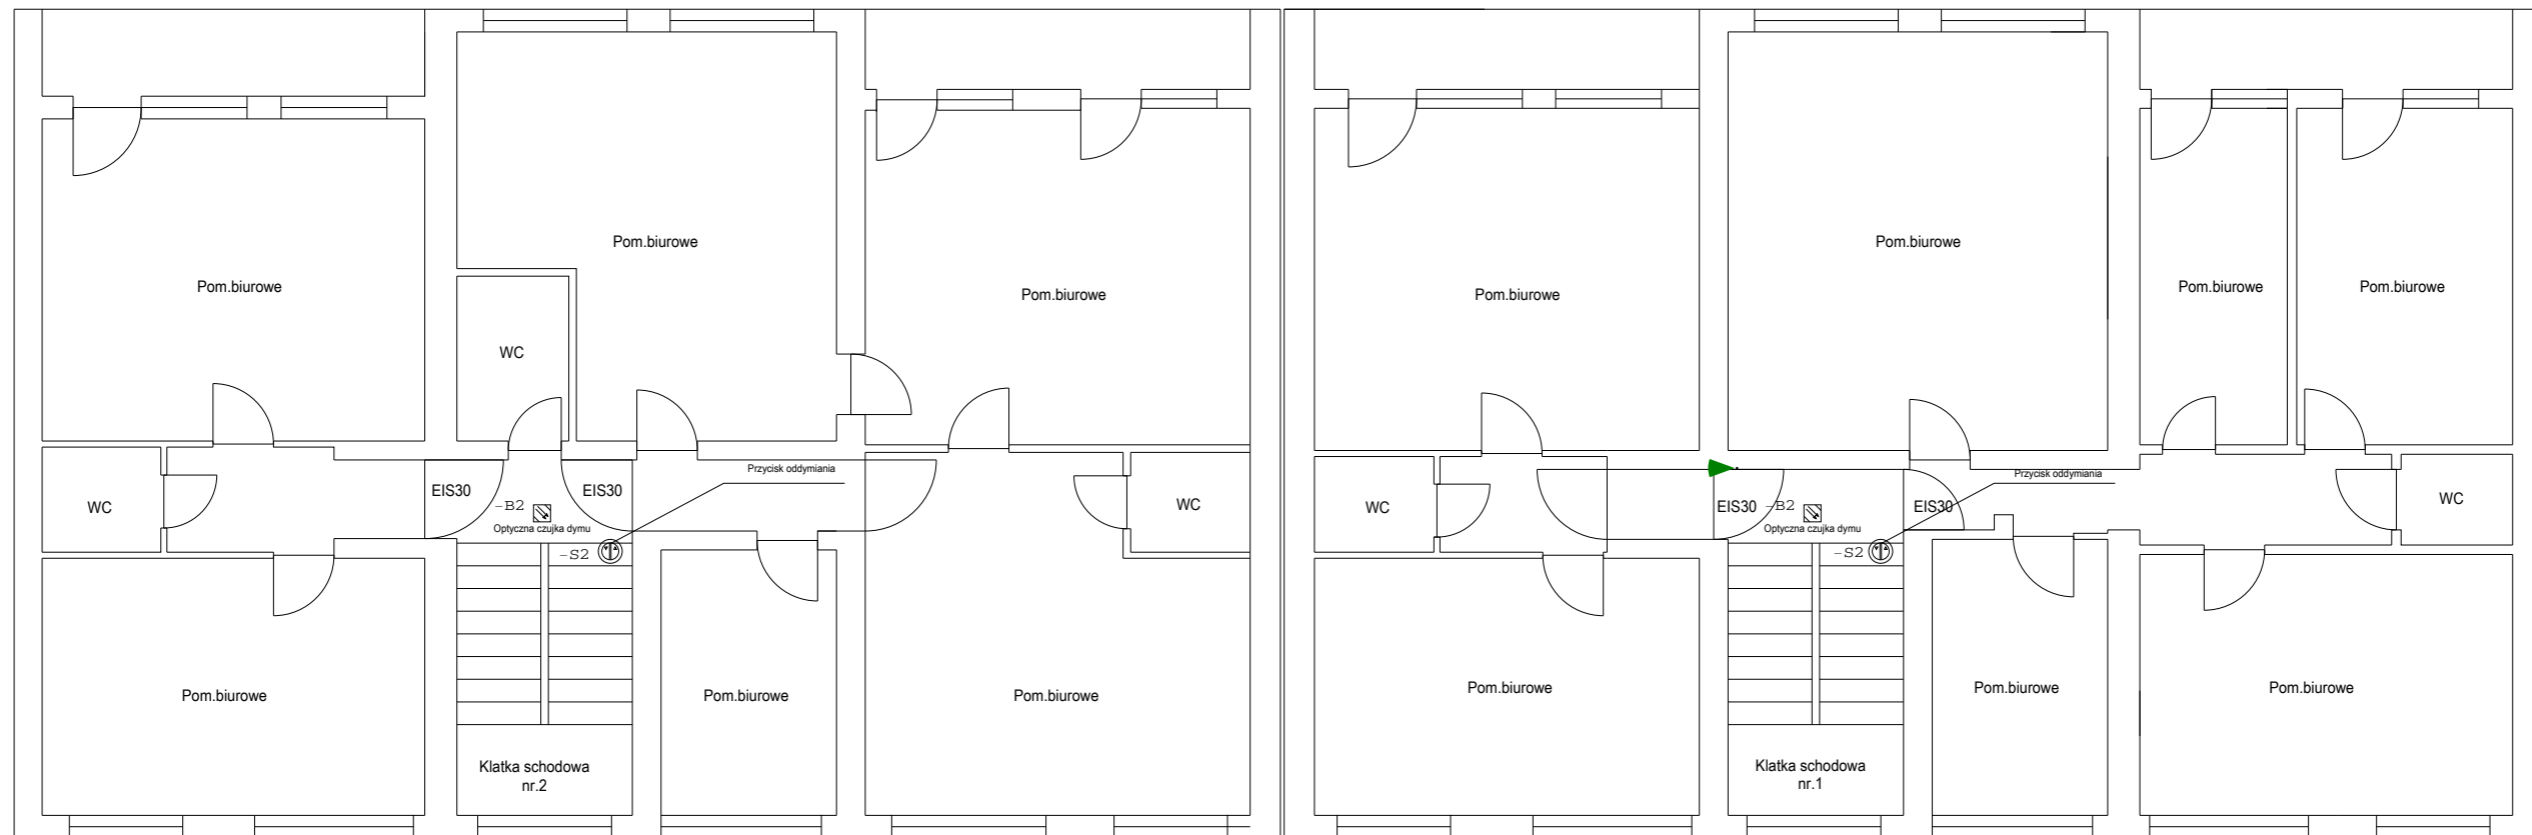 Pom.biurowe
Pom.biurowe
Pom.biurowe
WC
WC
EIS30
EIS30
Przycisk oddymiania
-B2
Optyczna czujka dymu
-S2
WC
Pom.biurowe
Pom.biurowe
Pom.biurowe
Klatka schodowa
nr.2
Pom.biurowe
Pom.biurowe
Pom.biurowe
Pom.biurowe
WC
EIS30
-B2
Optyczna czujka dymu
EIS30
Przycisk oddymiania
-S2
WC
Pom.biurowe
Pom.biurowe
Pom.biurowe
Klatka schodowa
nr.1